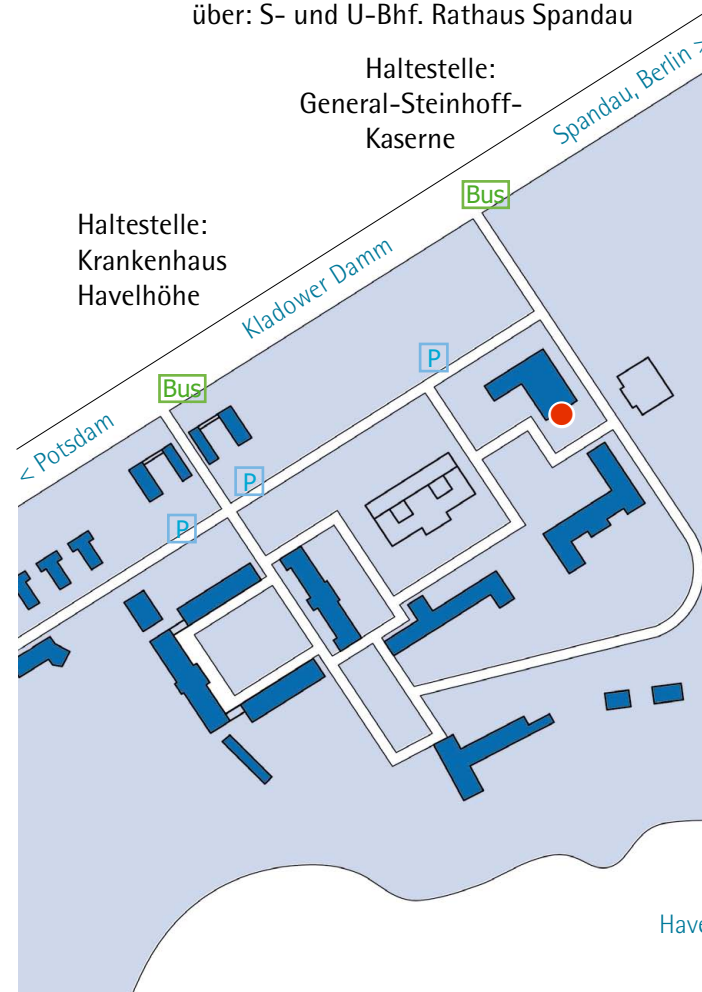 über: S- und U-Bhf. Rathaus Spandau
Haltestelle:
General-Steinhoff-
Kaserne
Spandau, Berlin >
Bus
Haltestelle:
Krankenhaus
Havelhöhe
Kladower Damm
P
Bus
< Potsdam
P
P
Have